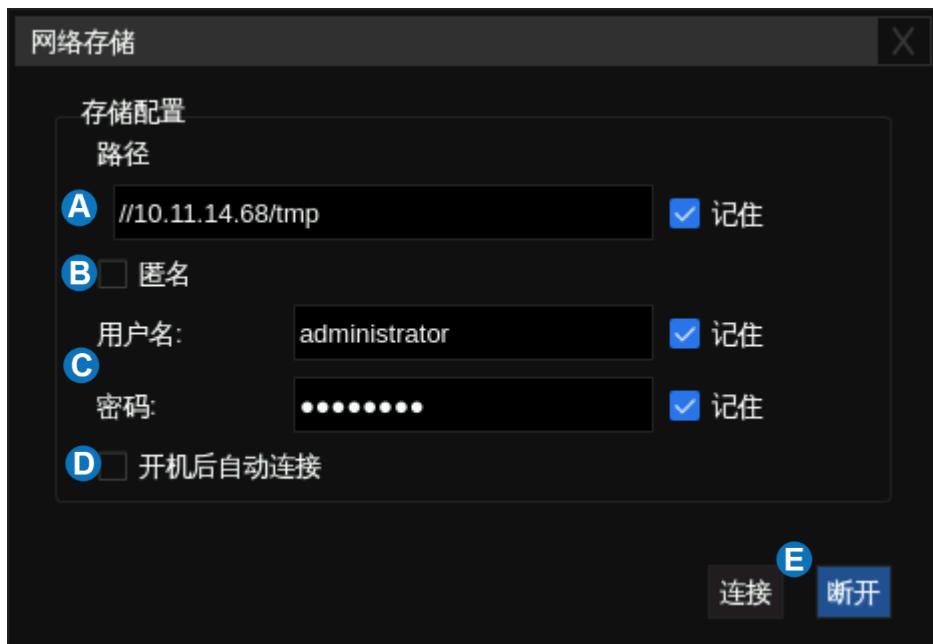 网络存储 X
存储配置
路径
A //10.11.14.68/tmp 记住
B 匿名
用户名: administrator 记住
C
密码: ●●●●●●●● 记住
D 开机后自动连接
E
连接 断开